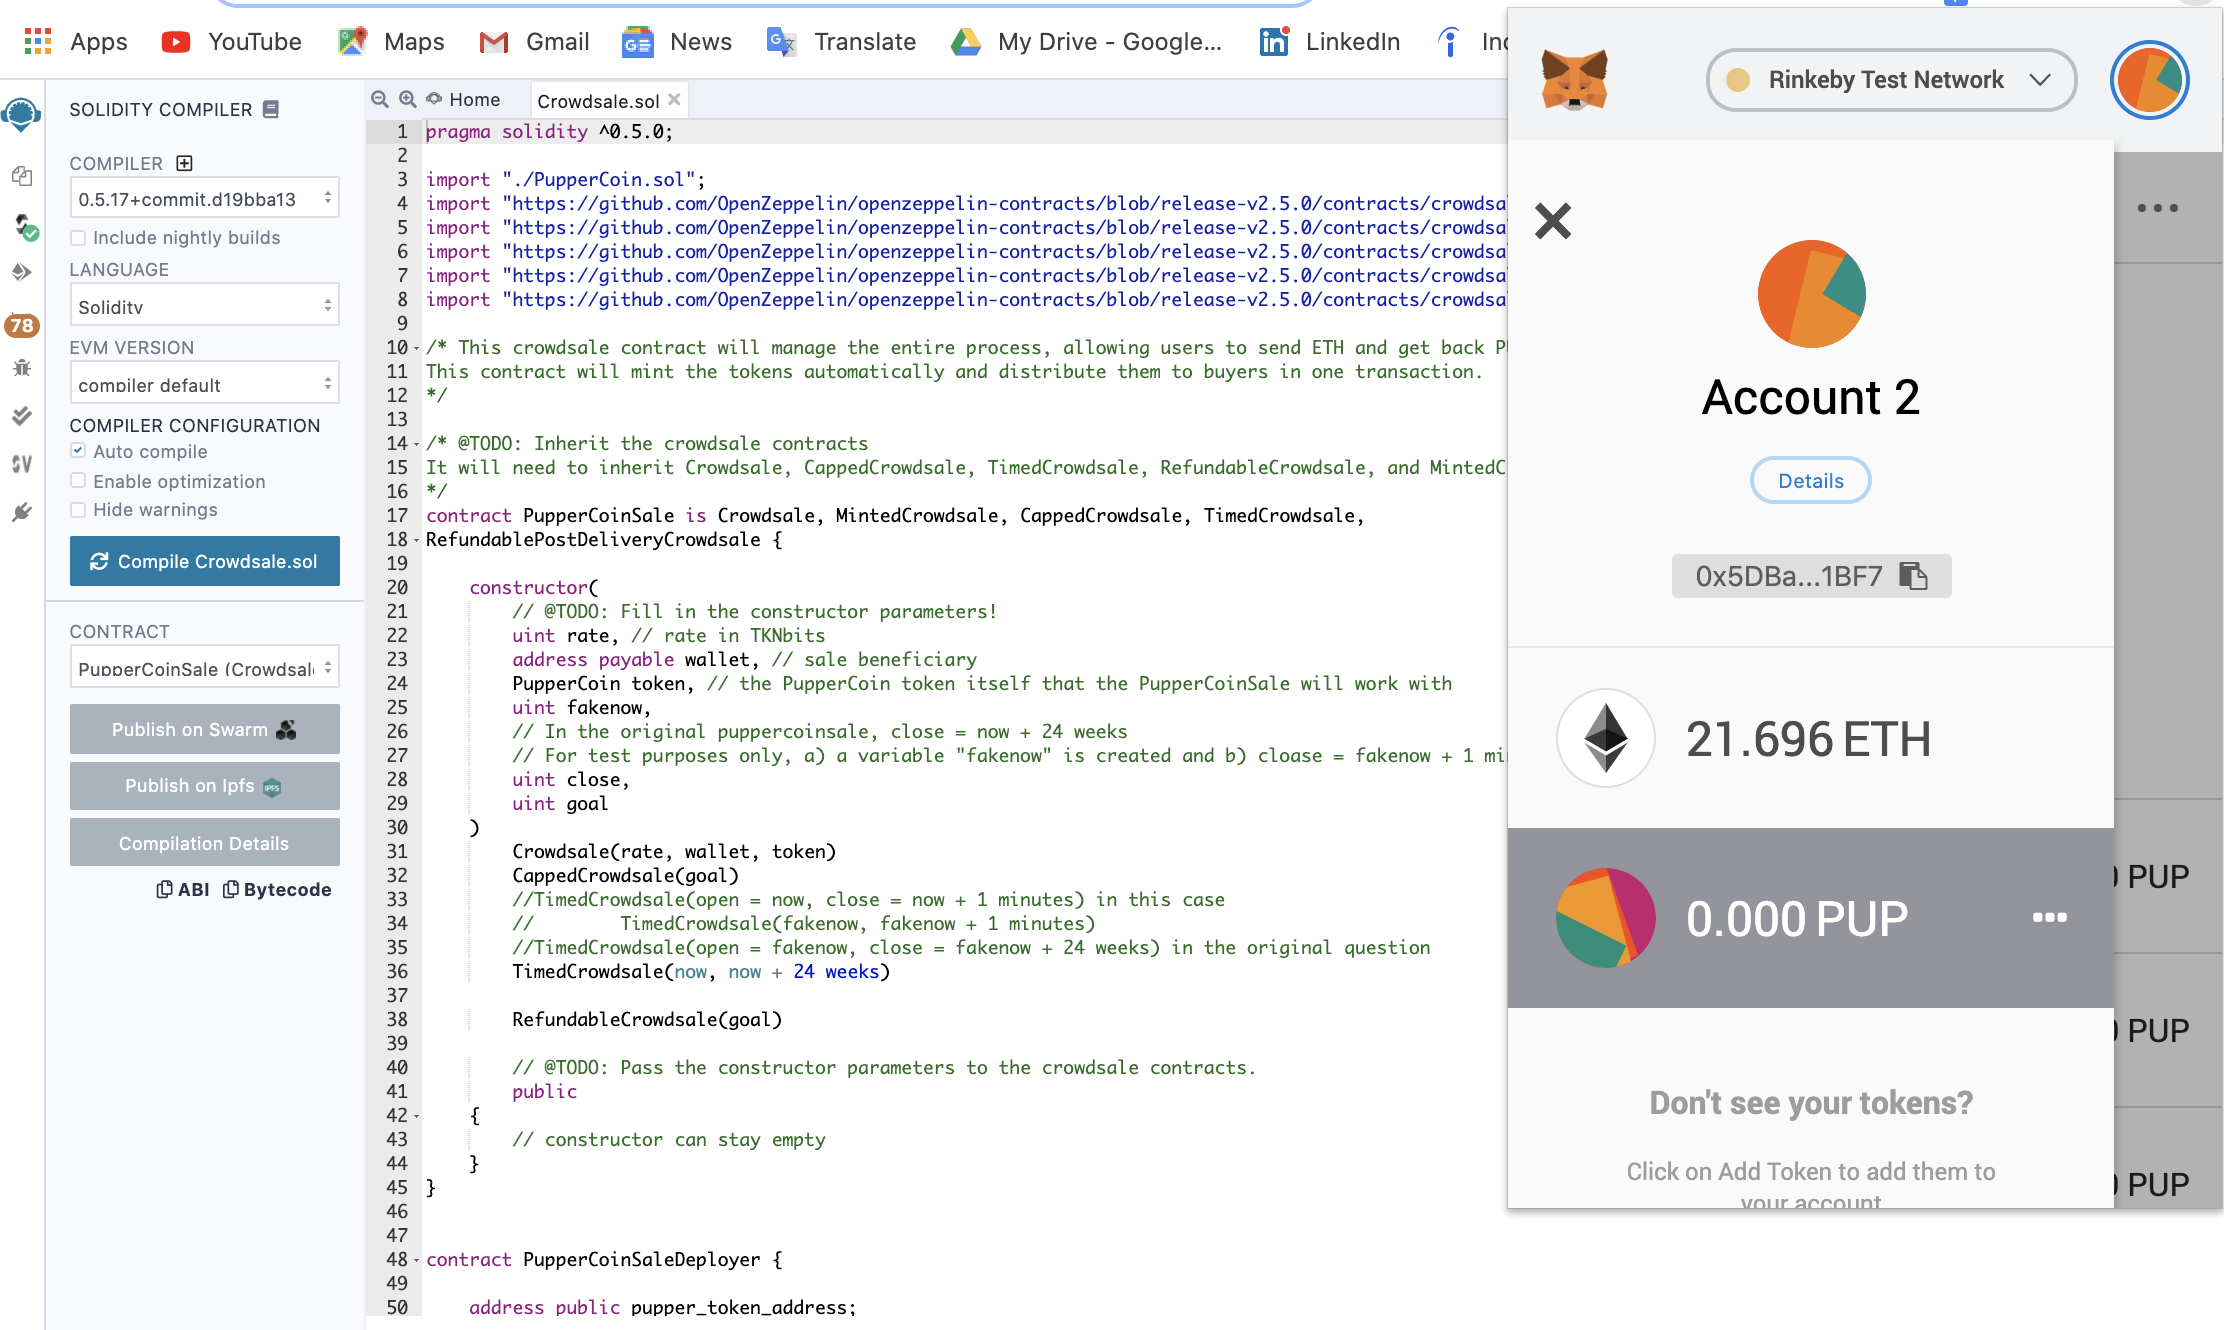 Apps YouTube Maps Gmail News Translate My Drive - Google... LinkedIn
SOLIDITY COMPILER
COMPILER
0.5.17+commit.d19bba13
Include nightly builds
LANGUAGE
Solidity
EVM VERSION
compiler default
COMPILER CONFIGURATION
Auto compile
Enable optimization
Hide warnings
Compile Crowdsale.sol
CONTRACT
PupperCoinSale (Crowdsale
Publish on Swarm
Publish on Ipfs
Compilation Details
ABI Bytecode
78
SV
Home Crowdsale.sol
1 pragma solidity ^0.5.0;
2
3 import "./PupperCoin.sol";
4 import "https://github.com/OpenZeppelin/openzeppelin-contracts/blob/release-v2.5.0/contracts/crowdsa
5 import "https://github.com/OpenZeppelin/openzeppelin-contracts/blob/release-v2.5.0/contracts/crowdsa
6 import "https://github.com/OpenZeppelin/openzeppelin-contracts/blob/release-v2.5.0/contracts/crowdsa
7 import "https://github.com/OpenZeppelin/openzeppelin-contracts/blob/release-v2.5.0/contracts/crowdsa
8 import "https://github.com/OpenZeppelin/openzeppelin-contracts/blob/release-v2.5.0/contracts/crowdsa
9
10 /* This crowdsale contract will manage the entire process, allowing users to send ETH and get back P
11 This contract will mint the tokens automatically and distribute them to buyers in one transaction.
12 */
13
14 /* @TODO: Inherit the crowdsale contracts
15 It will need to inherit Crowdsale, CappedCrowdsale, TimedCrowdsale, RefundableCrowdsale, and MintedC
16 */
17 contract PupperCoinSale is Crowdsale, MintedCrowdsale, CappedCrowdsale, TimedCrowdsale,
18 RefundablePostDeliveryCrowdsale {
19
20 constructor(
21 // @TODO: Fill in the constructor parameters!
22 uint rate, // rate in TKNbits
23 address payable wallet, // sale beneficiary
24 PupperCoin token, // the PupperCoin token itself that the PupperCoinSale will work with
25 uint fakenow,
26 // In the original puppercoinsale, close = now + 24 weeks
27 // For test purposes only, a) a variable "fakenow" is created and b) cloase = fakenow + 1 mi
28 uint close,
29 uint goal
30 )
31 Crowdsale(rate, wallet, token)
32 CappedCrowdsale(goal)
33 //TimedCrowdsale(open = now, close = now + 1 minutes) in this case
34 // TimedCrowdsale(fakenow, fakenow + 1 minutes)
35 //TimedCrowdsale(open = fakenow, close = fakenow + 24 weeks) in the original question
36 TimedCrowdsale(now, now + 24 weeks)
37
38 RefundableCrowdsale(goal)
39
40 // @TODO: Pass the constructor parameters to the crowdsale contracts.
41 public
42 {
43 // constructor can stay empty
44 }
45 }
46
47
48 contract PupperCoinSaleDeployer {
49
50 address public pupper_token_address;
Rinkeby Test Network
Account 2
Details
0x5DBa...1BF7
21.696 ETH
0.000 PUP
Don't see your tokens?
Click on Add Token to add them to
your account
PUP
PUP
PUP